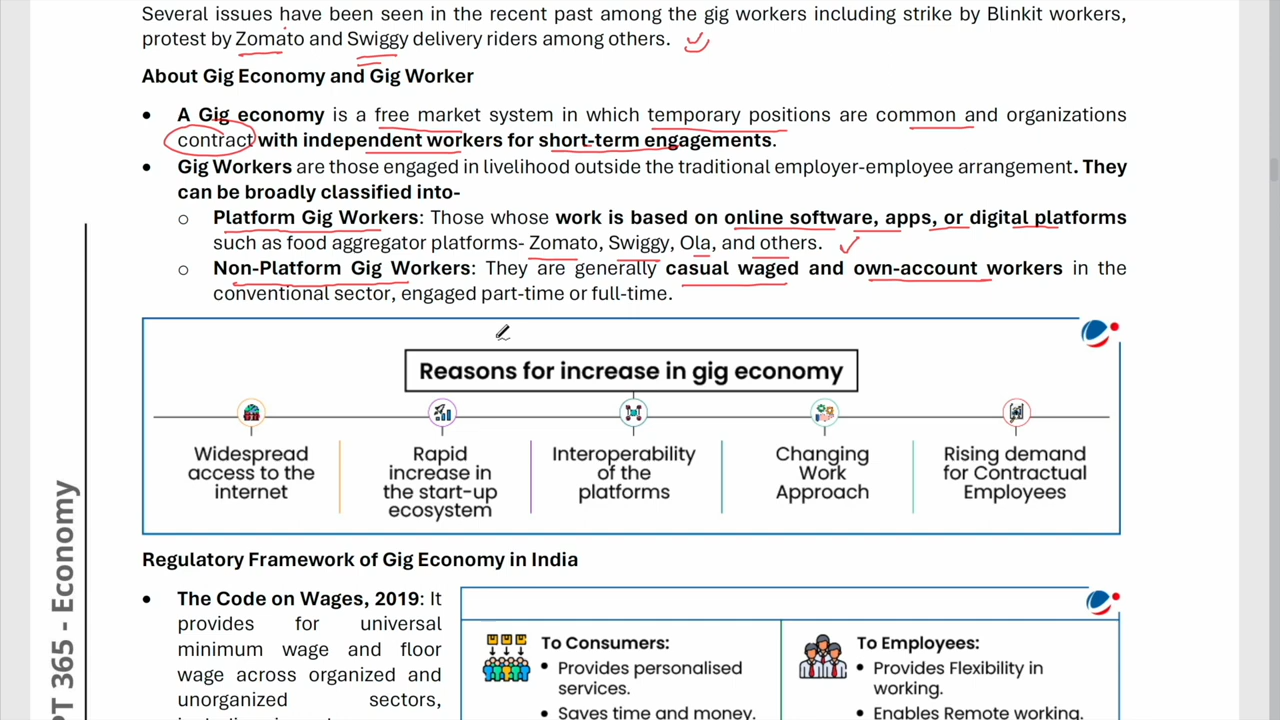 Several issues have been seen in the recent past among the gig workers including strike by Blinkit workers,
protest by Zomato and Swiggy delivery riders among others.
About Gig Economy and Gig Worker
• A Gig economy is a free market system in which temporary positions are common and organizations
contract with independent workers for short-term engagements.
• Gig Workers are those engaged in livelihood outside the traditional employer-employee arrangement. They
can be broadly classified into-
o Platform Gig Workers: Those whose work is based on online software, apps, or digital platforms
such as food aggregator platforms- Zomato, Swiggy, Ola, and others.
o Non-Platform Gig Workers: They are generally casual waged and own-account workers in the
conventional sector, engaged part-time or full-time.
Reasons for increase in gig economy
Widespread
access to the
internet
Rapid
increase in
the start-up
ecosystem
Interoperability
of the
platforms
Changing
Work
Approach
Rising demand
for Contractual
Employees
Regulatory Framework of Gig Economy in India
• The Code on Wages, 2019: It
provides for universal
minimum wage and floor
wage across organized and
unorganized sectors,
To Consumers:
• Provides personalised
services.
• Saves time and money.
To Employees:
• Provides Flexibility in
working.
• Enables Remote working.
PT 365 - Economy